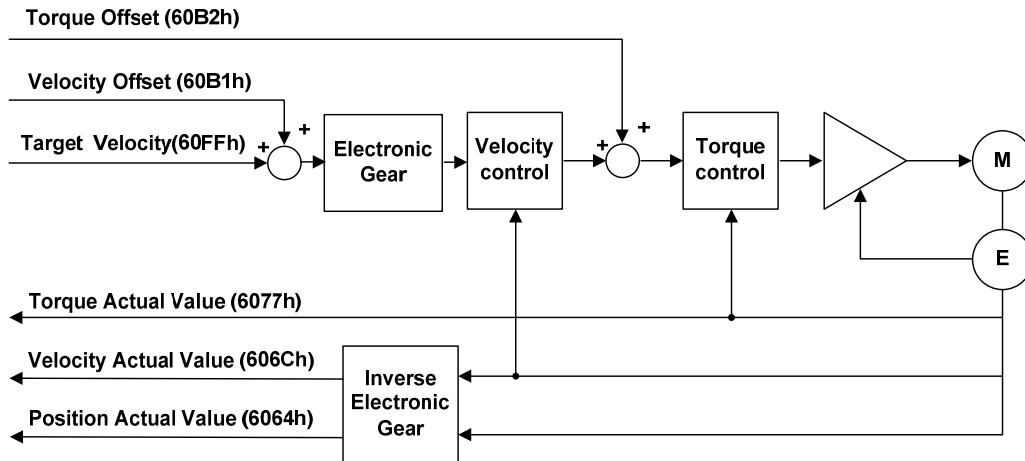 Torque Offset (60B2h)
Velocity Offset (60B1h)
Target Velocity(60FFh)
+
+
Electronic
Gear
Velocity
control
+
+
Torque
control
M
E
Torque Actual Value (6077h)
Velocity Actual Value (606Ch)
Position Actual Value (6064h)
Inverse
Electronic
Gear